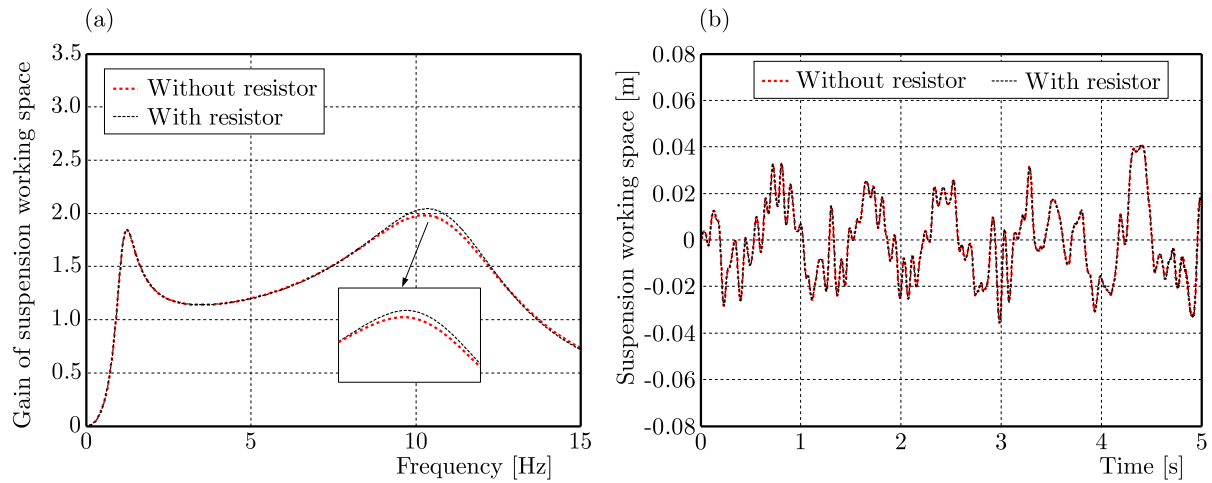 (a)
Gain of suspension working space
3.5
3.0
2.5
2.0
1.5
1.0
0.5
0
Without resistor
With resistor
0
5
10
15
Frequency [Hz]
(b)
Suspension working space [m]
0.08
0.06
0.04
0.02
0
-0.02
-0.04
-0.06
-0.08
Without resistor
With resistor
0
1
2
3
4
5
Time [s]